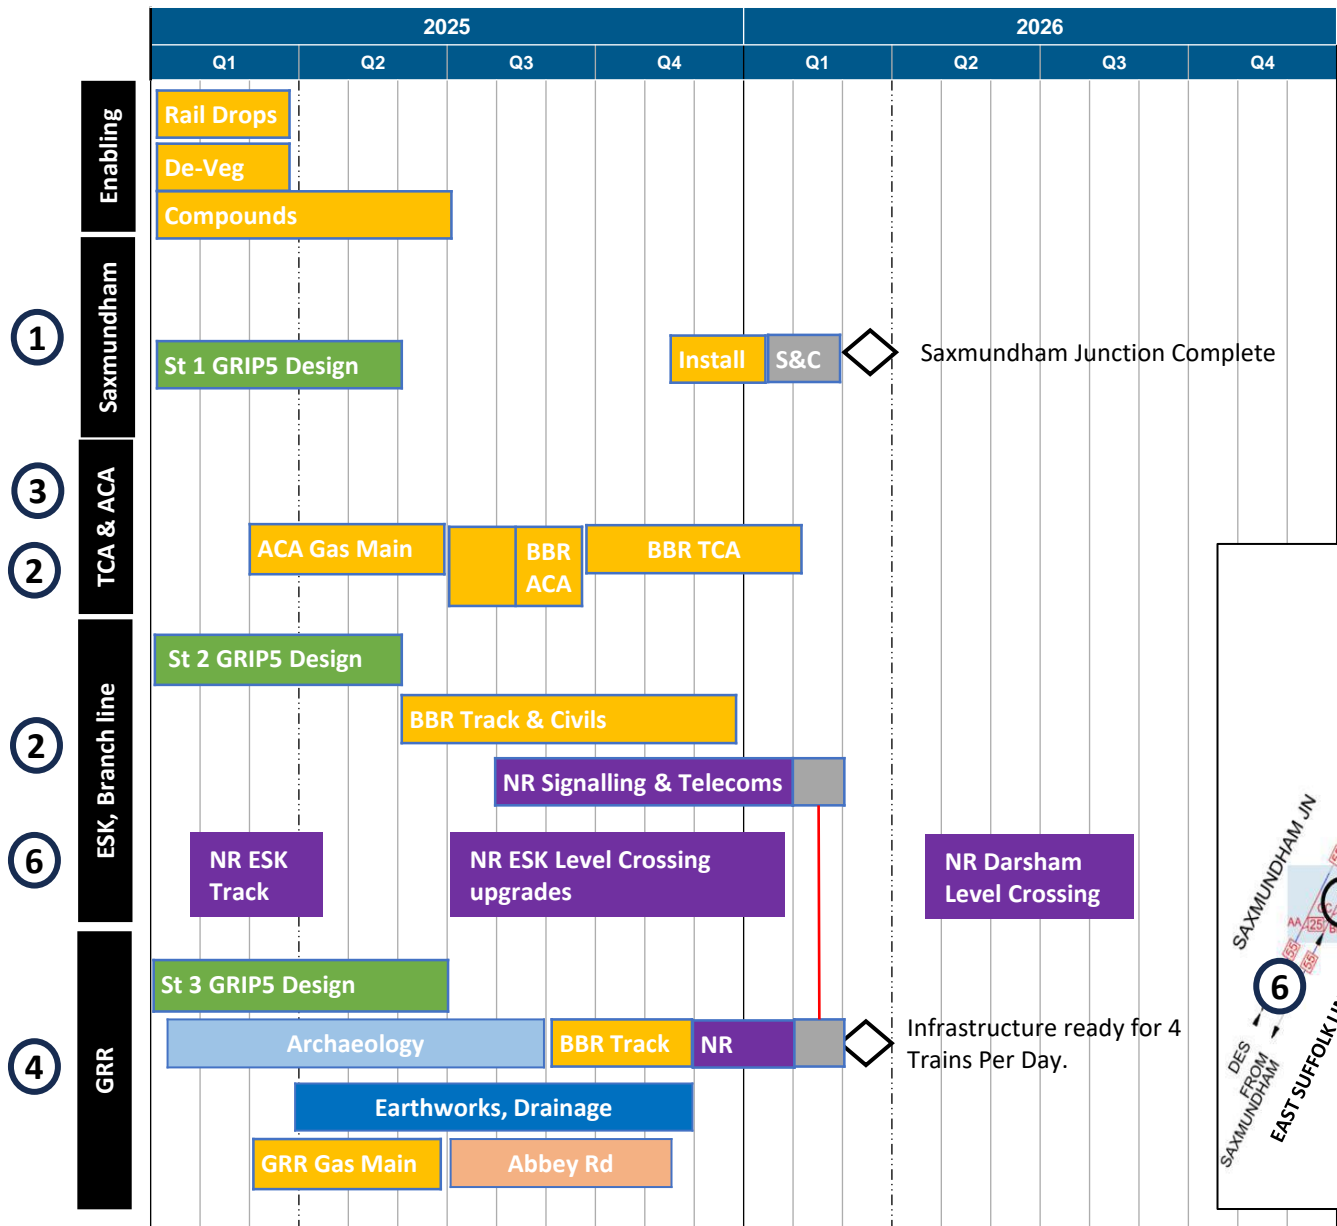 2025
2026
Q1
Q2
Q3
Q4
Q1
Q2
Q3
Q4
Enabling
Rail Drops
De-Veg
Compounds
Saxmundham
1
St 1 GRIP5 Design
Install
S&C
Saxmundham Junction Complete
TCA & ACA
3
2
ACA Gas Main
BBR
ACA
BBR TCA
ESK, Branch line
St 2 GRIP5 Design
BBR Track & Civils
2
NR Signalling & Telecoms
6
NR ESK
Track
NR ESK Level Crossing
upgrades
NR Darsham
Level Crossing
GRR
St 3 GRIP5 Design
4
Archaeology
BBR Track
NR
Infrastructure ready for 4
Trains Per Day.
Earthworks, Drainage
GRR Gas Main
Abbey Rd
SAXMUNDHAM JN
AA
25
55
55
6
DES
FROM
SAXMUNDHAM
EAST SUFFOLK